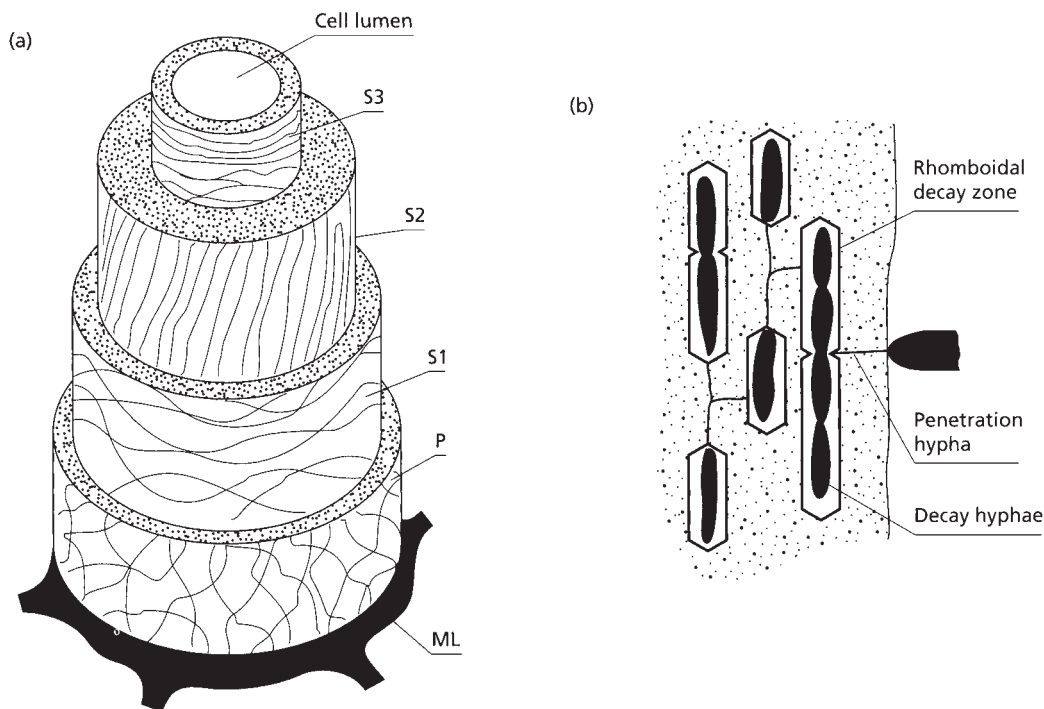 (a)
Cell lumen
S3
S2
S1
P
ML
(b)
Rhomboidal
decay zone
Penetration
hypha
Decay hyphae